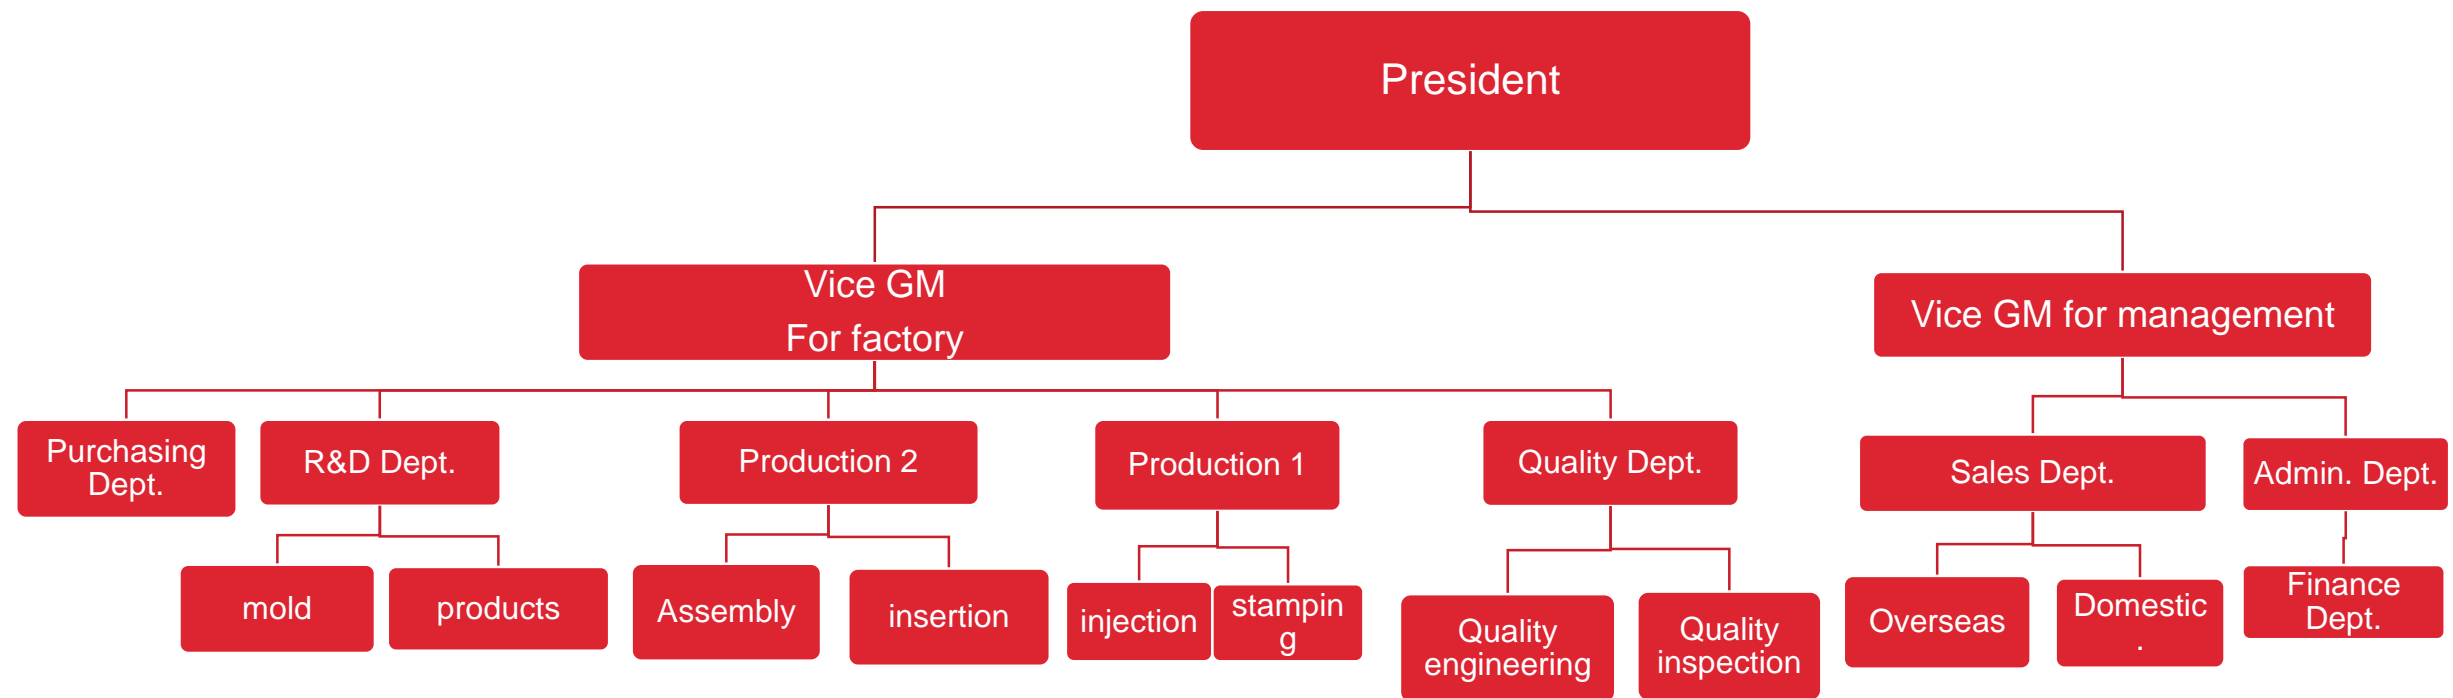 President
Vice GM
For factory
Vice GM for management
Purchasing
Dept.
R&D Dept.
Production 2
Production 1
Quality Dept.
Sales Dept.
Admin. Dept.
mold
products
Assembly
insertion
injection
stampin
g
Quality
engineering
Quality
inspection
Overseas
Domestic
.
Finance
Dept.